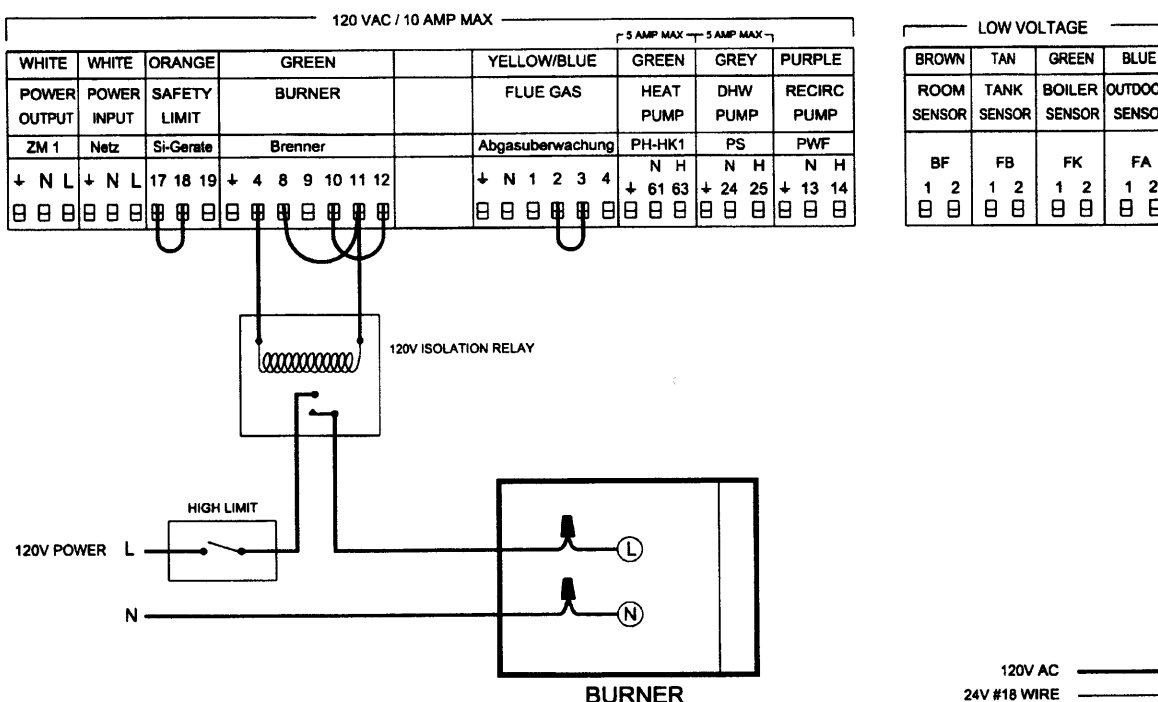 120 VAC / 10 AMP MAX
LOW VOLTAGE
5 AMP MAX 5 AMP MAX
WHITE WHITE ORANGE GREEN YELLOW/BLUE GREEN GREY PURPLE
BROWN TAN GREEN BLUE
POWER OUTPUT
POWER INPUT
SAFETY LIMIT
BURNER
FLUE GAS
HEAT PUMP
DHW PUMP
RECIRC PUMP
ROOM SENSOR
TANK SENSOR
BOILER SENSOR
OUTDOO
SENSO
ZM 1 Netz Si-Gerate Brenner Abgasuberwachung PH-HK1 PS PWF
BF FB FK FA
N H N H N H
N L N L 17 18 19 4 8 9 10 11 12 N 1 2 3 4 61 63 24 25 13 14
1 2 1 2 1 2 1 2
120V ISOLATION RELAY
HIGH LIMIT
120V POWER L
L
N
N
BURNER
120V AC
24V #18 WIRE